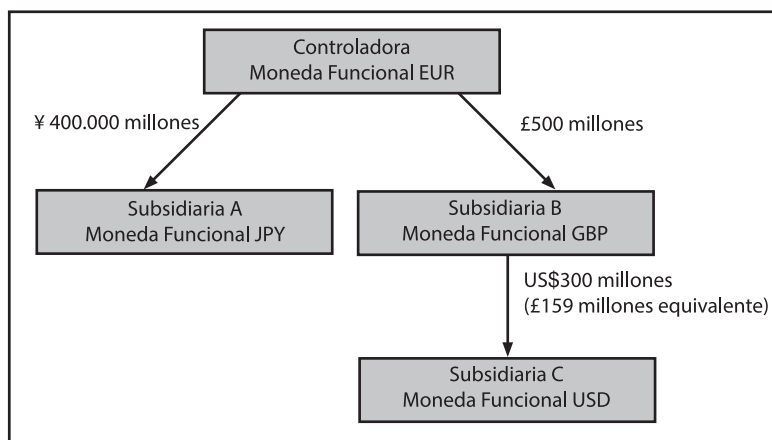 Controladora
Moneda Funcional EUR
¥ 400.000 millones
£500 millones
Subsidiaria A
Moneda Funcional JPY
Subsidiaria B
Moneda Funcional GBP
US$300 millones
(£159 millones equivalente)
Subsidiaria C
Moneda Funcional USD